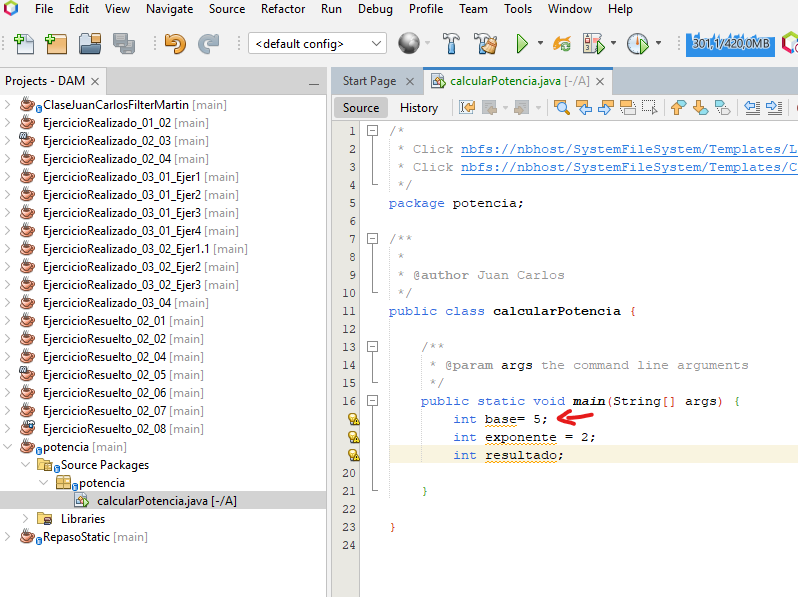 File Edit View Navigate Source Refactor Run Debug Profile Team Tools Window Help
<default config> 301,1/420,0MB
Projects - DAM
ClaseJuanCarlosFilterMartin [main]
EjercicioRealizado_01_02 [main]
EjercicioRealizado_02_03 [main]
EjercicioRealizado_02_04 [main]
EjercicioRealizado_03_01_Ejer1 [main]
EjercicioRealizado_03_01_Ejer2 [main]
EjercicioRealizado_03_01_Ejer3 [main]
EjercicioRealizado_03_01_Ejer4 [main]
EjercicioRealizado_03_02_Ejer1.1 [main]
EjercicioRealizado_03_02_Ejer2 [main]
EjercicioRealizado_03_02_Ejer3 [main]
EjercicioRealizado_03_04 [main]
EjercicioResuelto_02_01 [main]
EjercicioResuelto_02_02 [main]
EjercicioResuelto_02_04 [main]
EjercicioResuelto_02_05 [main]
EjercicioResuelto_02_06 [main]
EjercicioResuelto_02_07 [main]
EjercicioResuelto_02_08 [main]
potencia [main]
Source Packages
potencia
calcularPotencia.java [-/A]
Libraries
RepasoStatic [main]
Start Page calcularPotencia.java [-/A]
Source History
1 /*
2 * Click nbfs://nbhost/SystemFileSystem/Templates/L
3 * Click nbfs://nbhost/SystemFileSystem/Templates/C
4 */
5 package potencia;
6
7 /**
8 *
9 * @author Juan Carlos
10 */
11 public class calcularPotencia {
12
13 /**
14 * @param args the command line arguments
15 */
16 public static void main(String[] args) {
int base= 5;
int exponente = 2;
int resultado;
20
21 }
22
23 }
24